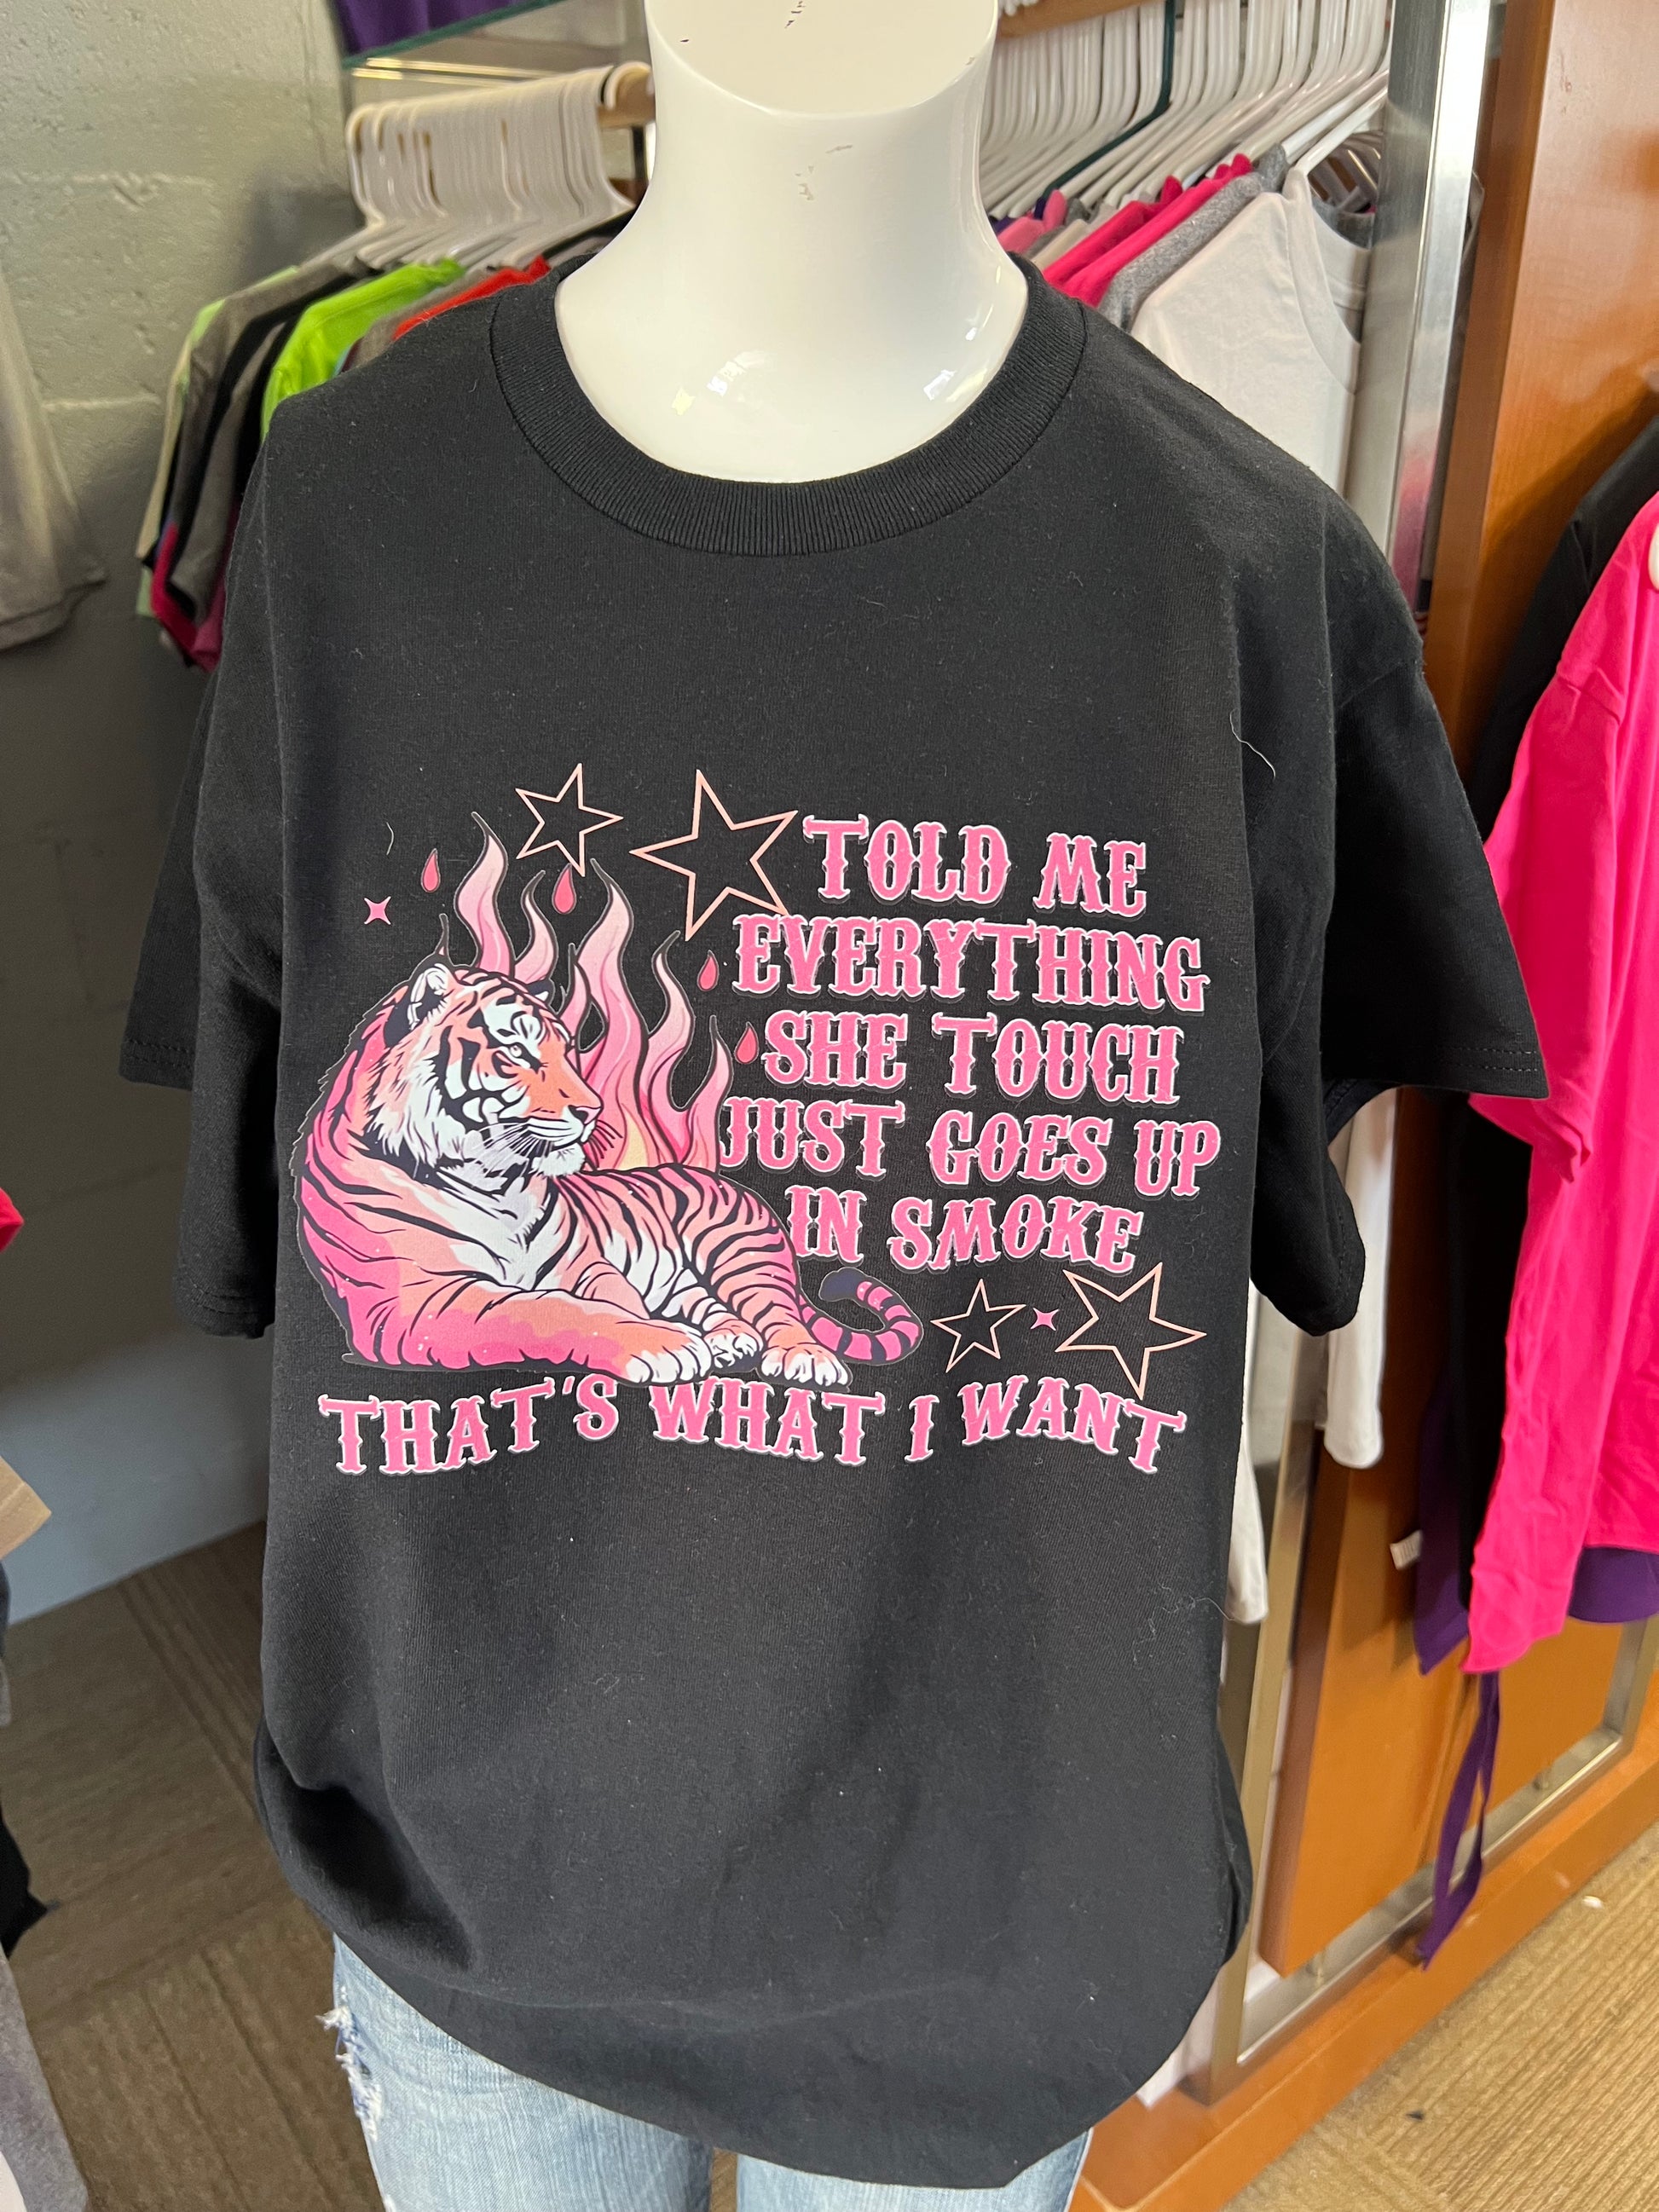 TOLD ME
EVERYTHING
SHE TOUCH
JUST GOES UP
IN SMOKE
THAT'S WHAT I WANT